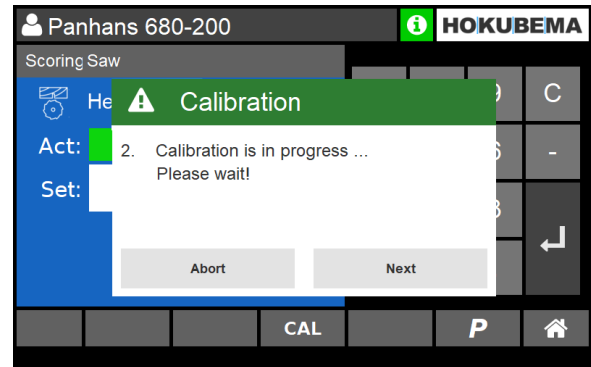 Panhans 680-200
i HOKUBEMA
Scoring Saw
He
Calibration
C
Act:
2. Calibration is in progress ...
Please wait!
-
Set:
Abort Next
CAL P